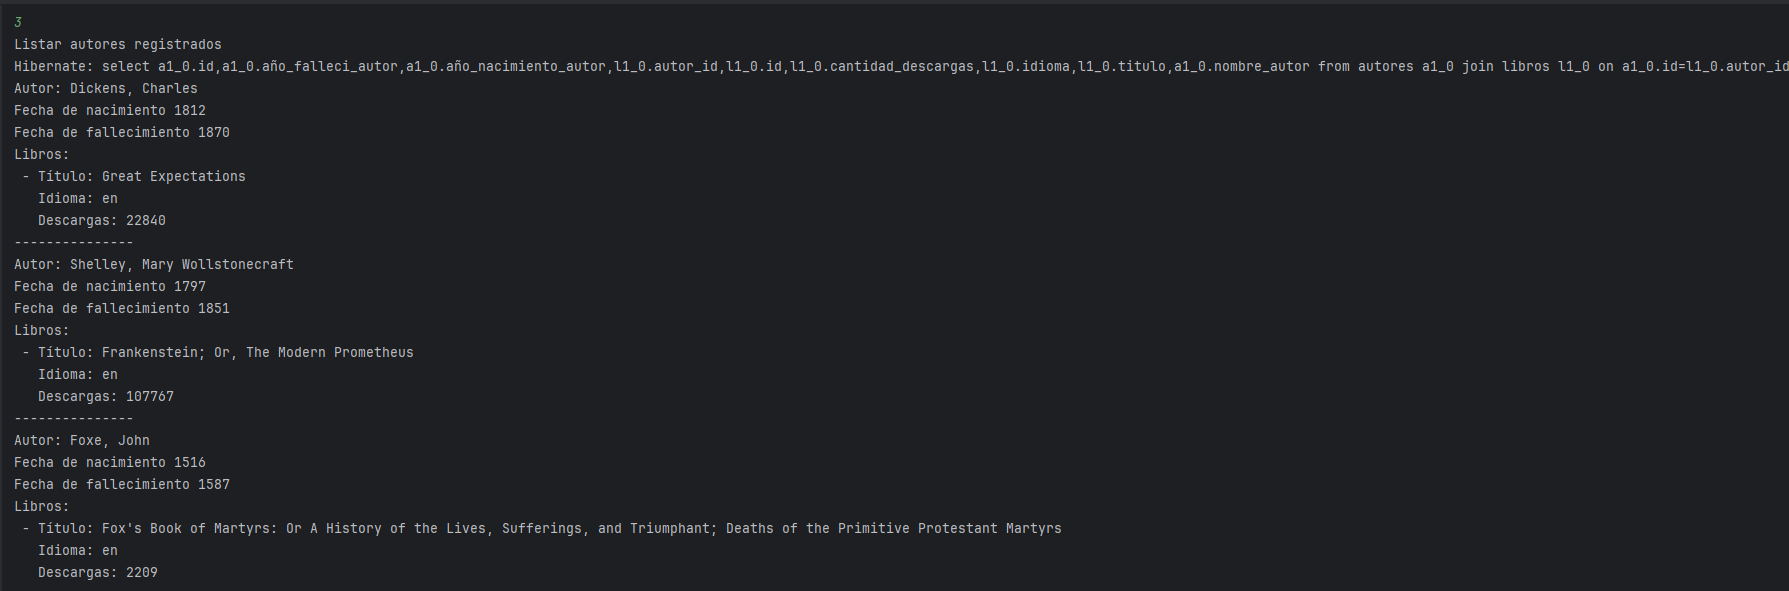 3
Listar autores registrados
Hibernate: select a1_0.id,a1_0.año_falleci_autor,a1_0.año_nacimiento_autor,l1_0.autor_id,l1_0.id,l1_0.cantidad_descargas,l1_0.idioma,l1_0.titulo,a1_0.nombre_autor from autores a1_0 join libros l1_0 on a1_0.id=l1_0.autor_id
Autor: Dickens, Charles
Fecha de nacimiento 1812
Fecha de fallecimiento 1870
Libros:
 - Título: Great Expectations
   Idioma: en
   Descargas: 22840
---------------
Autor: Shelley, Mary Wollstonecraft
Fecha de nacimiento 1797
Fecha de fallecimiento 1851
Libros:
 - Título: Frankenstein; Or, The Modern Prometheus
   Idioma: en
   Descargas: 107767
---------------
Autor: Foxe, John
Fecha de nacimiento 1516
Fecha de fallecimiento 1587
Libros:
 - Título: Fox's Book of Martyrs: Or A History of the Lives, Sufferings, and Triumphant; Deaths of the Primitive Protestant Martyrs
   Idioma: en
   Descargas: 2209